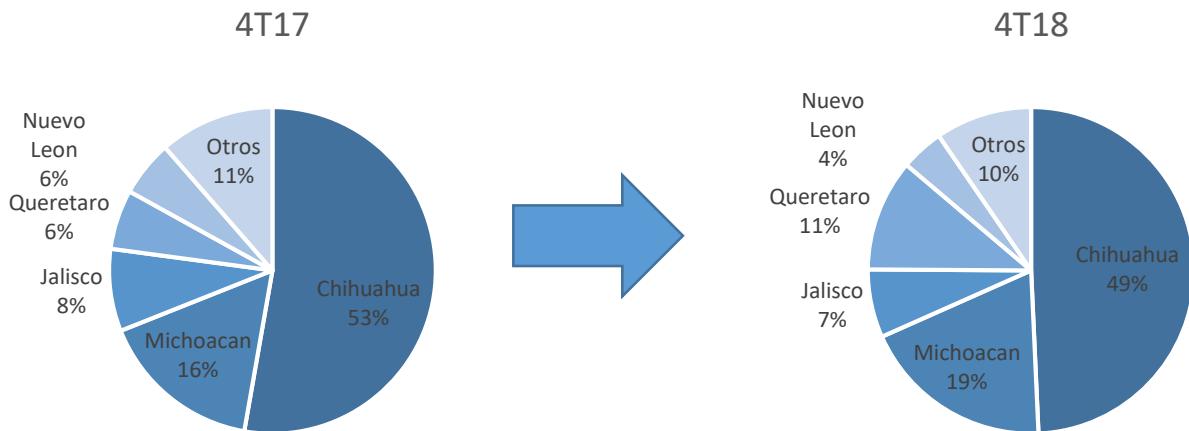 4T17
Nuevo
Leon
6%
Otros
11%
Queretaro
6%
Jalisco
8%
Chihuahua
53%
Michoacan
16%
4T18
Nuevo
Leon
4%
Otros
10%
Queretaro
11%
Chihuahua
49%
Jalisco
7%
Michoacan
19%